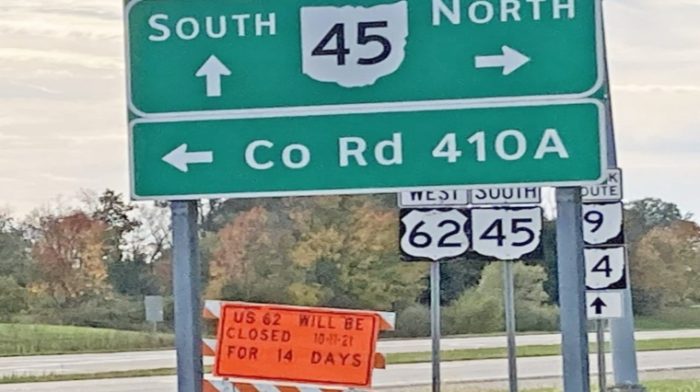 SOUTH 45 NORTH
Co Rd 410A
WEST SOUTH
62 45
OUTE
9
4
US 62 WILL BE
CLOSED 10-11-21
FOR 14 DAYS